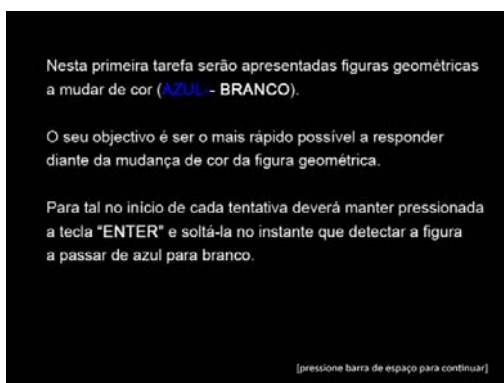 Nesta primeira tarefa serão apresentadas figuras geométricas
a mudar de cor (AZUL- - BRANCO).
O seu objectivo é ser o mais rápido possível a responder
diante da mudança de cor da figura geométrica.
Para tal no início de cada tentativa deverá manter pressionada
a tecla "ENTER" e soltá-la no instante que detectar a figura
a passar de azul para branco.
[pressione barra de espaço para continuar]